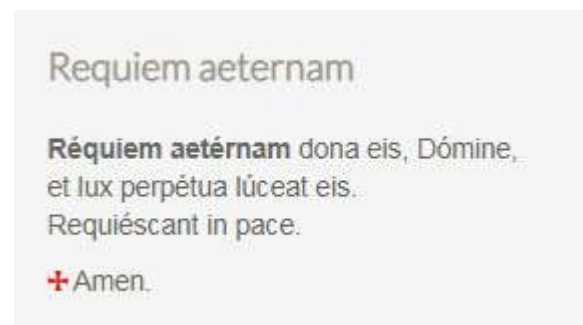 Requiem aeternam
Réquiem aetérnam dona eis, Dómine,
et lux perpétua lúceat eis.
Requiéscant in pace.
✢ Amen.